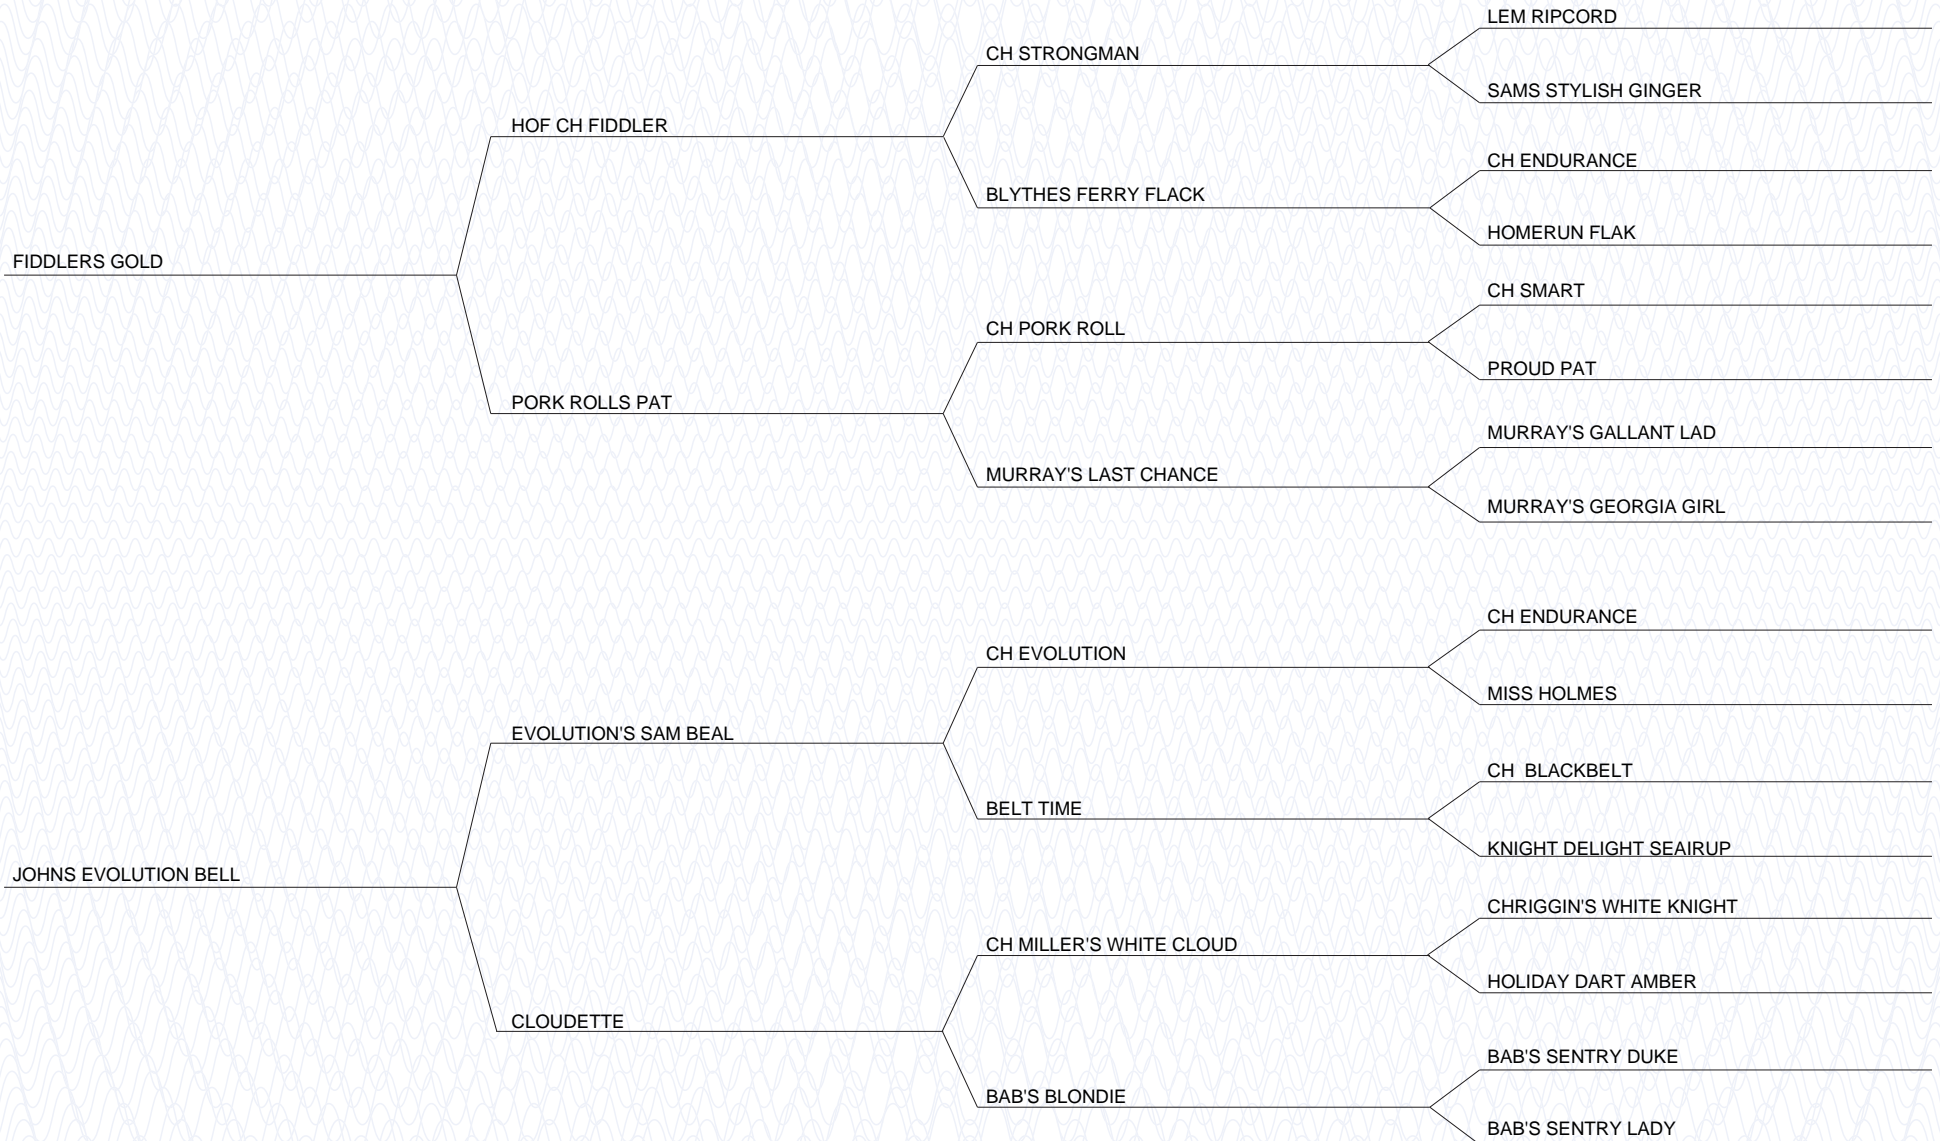 LEM RIPCORD
CH STRONGMAN
SAMS STYLISH GINGER
HOF CH FIDDLER
CH ENDURANCE
BLYTHES FERRY FLACK
HOMERUN FLAK
FIDDLERS GOLD
CH SMART
CH PORK ROLL
PROUD PAT
PORK ROLLS PAT
MURRAY'S GALLANT LAD
MURRAY'S LAST CHANCE
MURRAY'S GEORGIA GIRL
CH ENDURANCE
CH EVOLUTION
MISS HOLMES
EVOLUTION'S SAM BEAL
CH  BLACKBELT
BELT TIME
KNIGHT DELIGHT SEAIRUP
JOHNS EVOLUTION BELL
CHRIGGIN'S WHITE KNIGHT
CH MILLER'S WHITE CLOUD
HOLIDAY DART AMBER
CLOUDETTE
BAB'S SENTRY DUKE
BAB'S BLONDIE
BAB'S SENTRY LADY